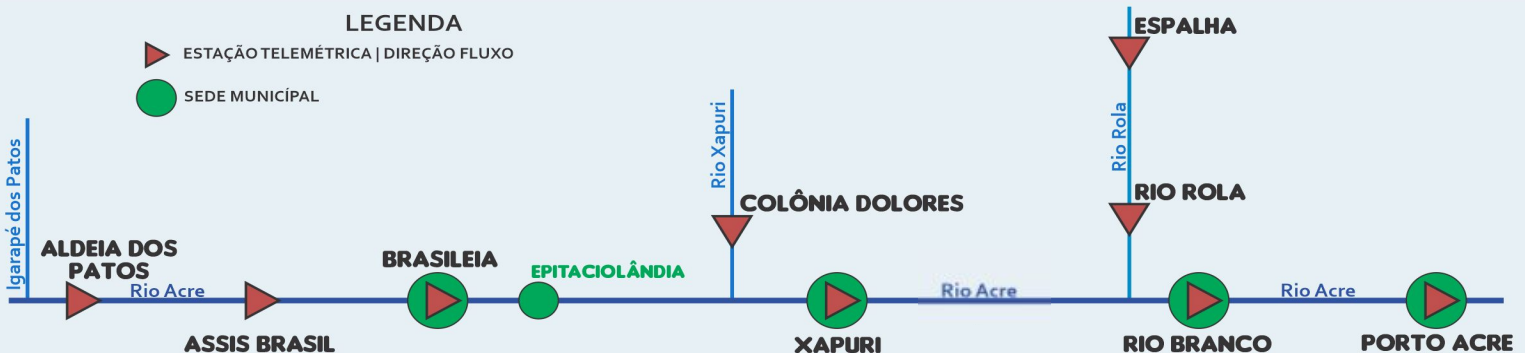 LEGENDA
ESTAÇÃO TELEMÉTRICA | DIREÇÃO FLUXO
SEDE MUNICÍPAL
Igarapé dos Patos
ALDEIA DOS
PATOS
Rio Acre
ASSIS BRASIL
BRASILEIA
EPITACIOLÂNDIA
Rio Xapuri
COLÔNIA DOLORES
XAPURI
Rio Acre
ESPALHA
Rio Rola
RIO ROLA
RIO BRANCO
Rio Acre
PORTO ACRE